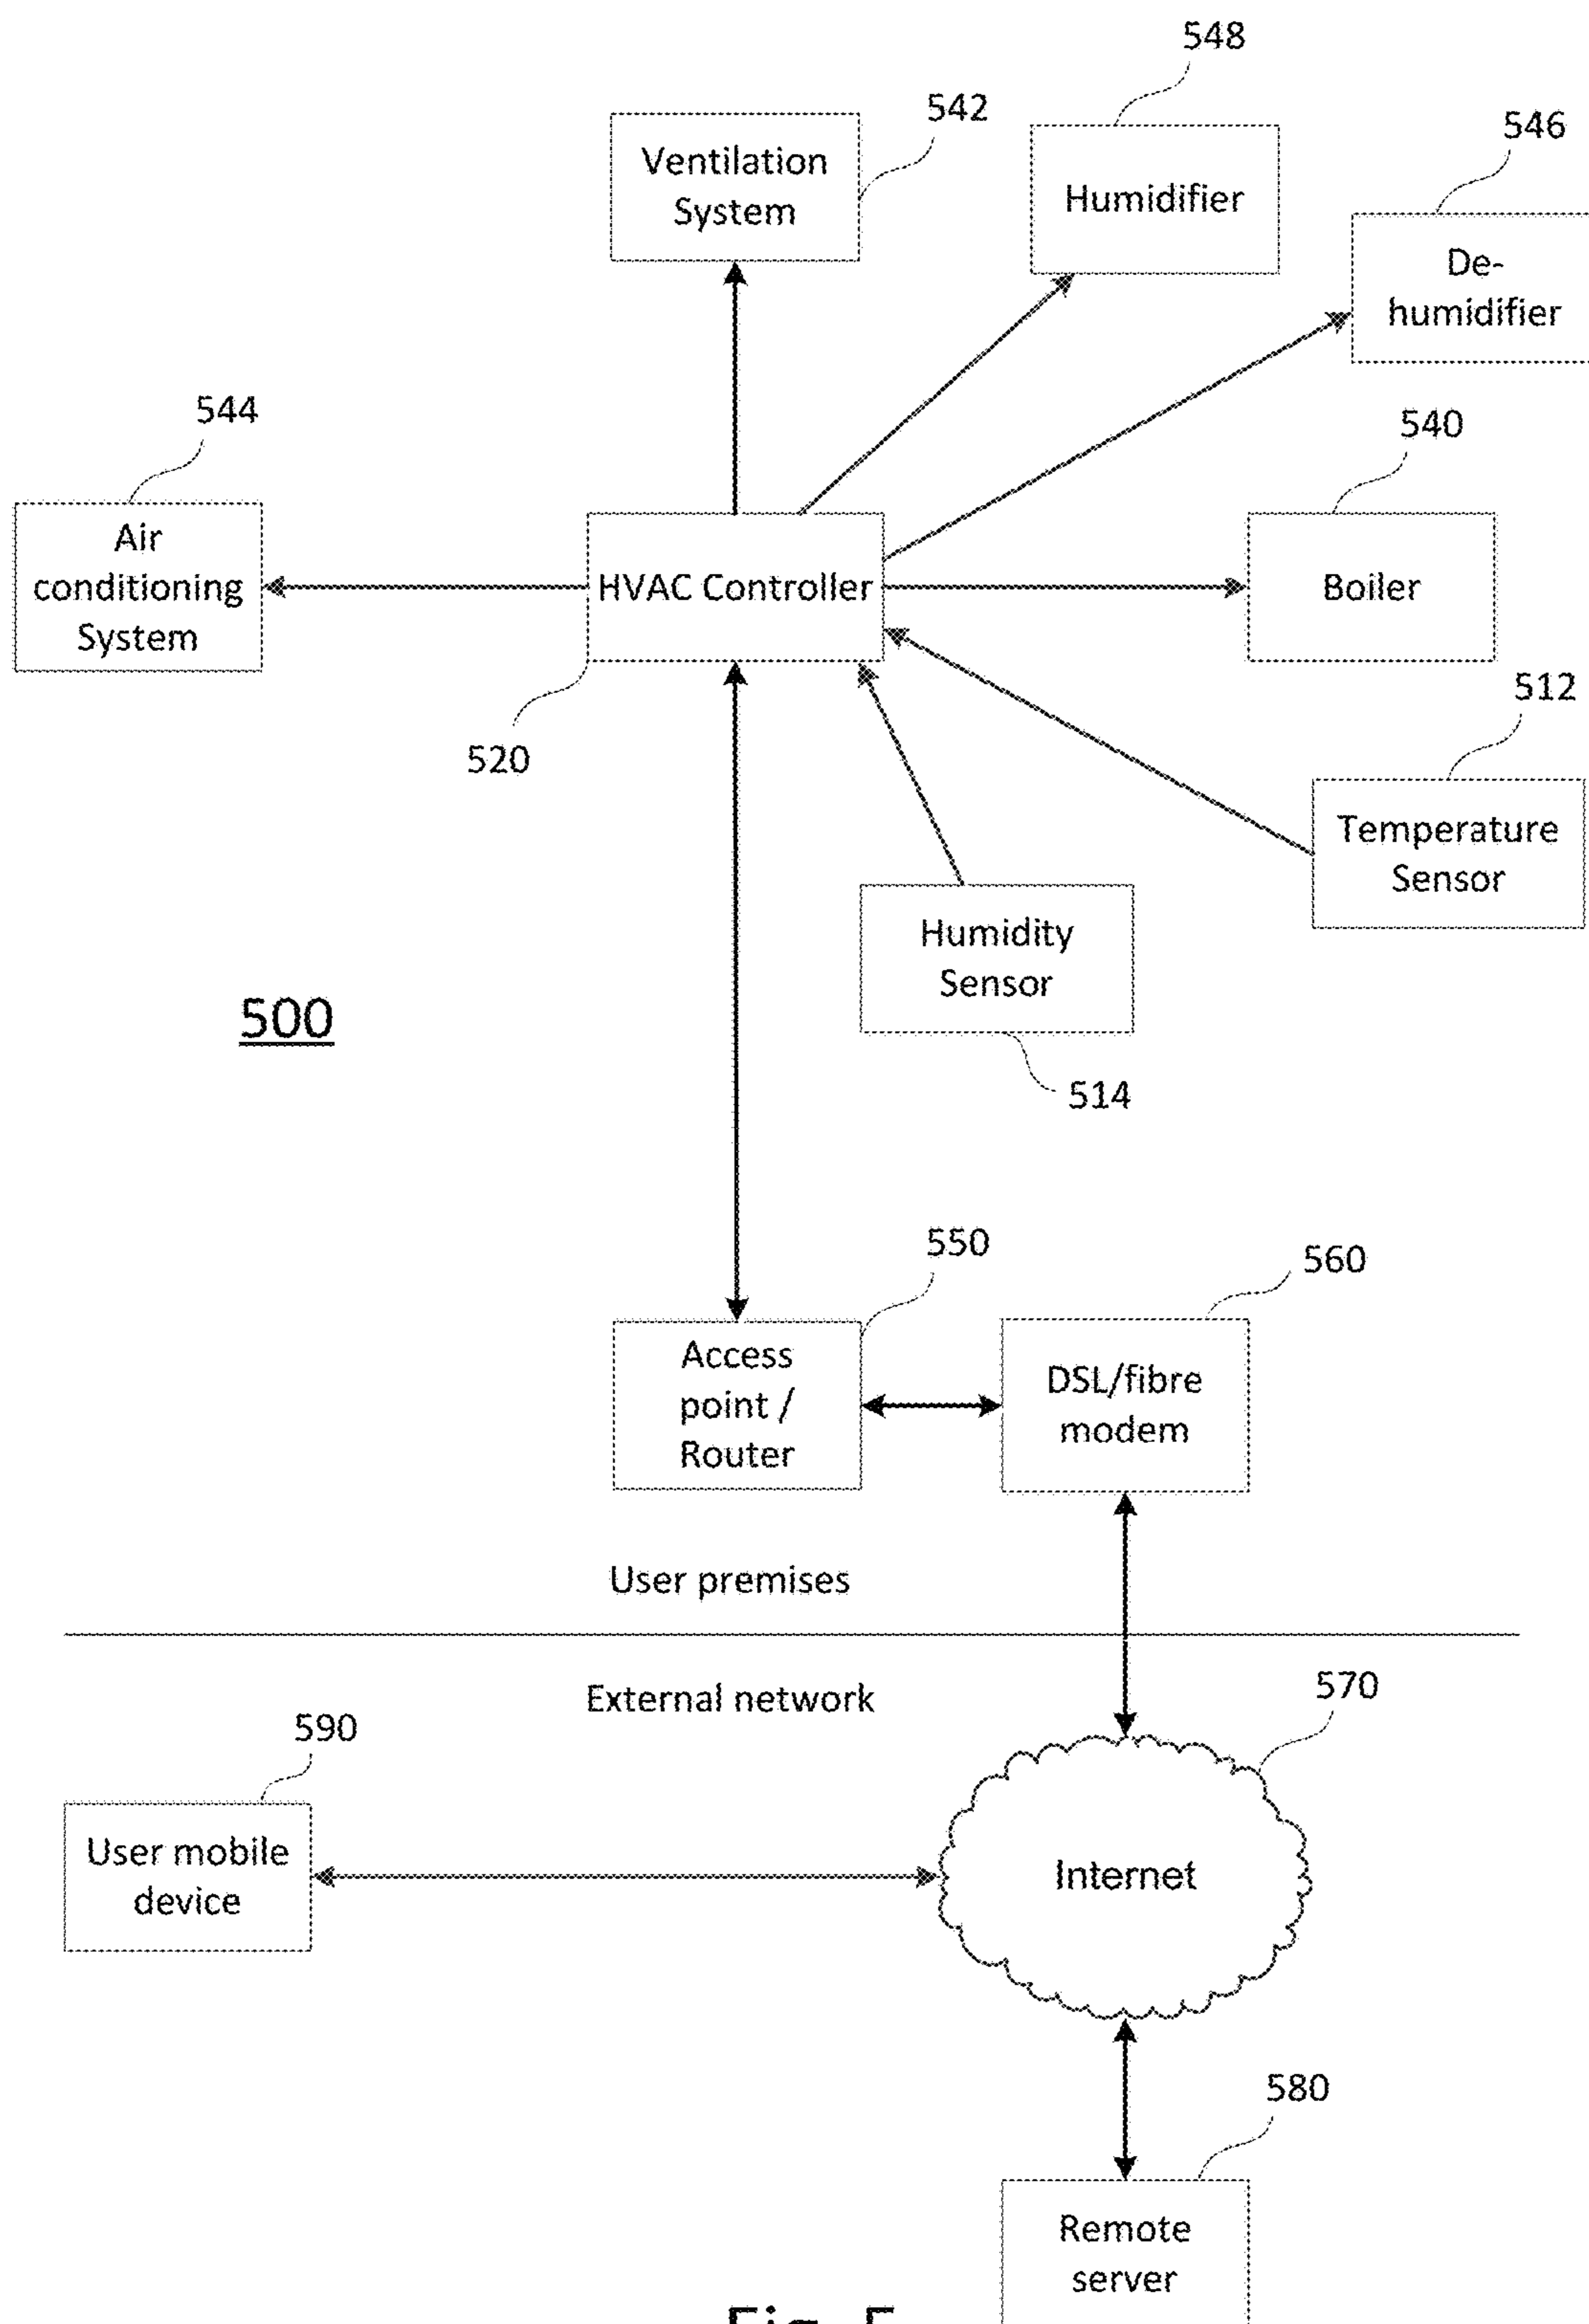 548
542
546
Ventilation
System
Humidifier
De-
humidifier
544
540
Air
conditioning
System
HVAC Controller
Boiler
512
520
Temperature
Sensor
Humidity
Sensor
500
514
550
560
Access
point /
Router
DSL/fibre
modem
User premises
External network
570
590
User mobile
device
Internet
580
Remote
server
Fig. 5